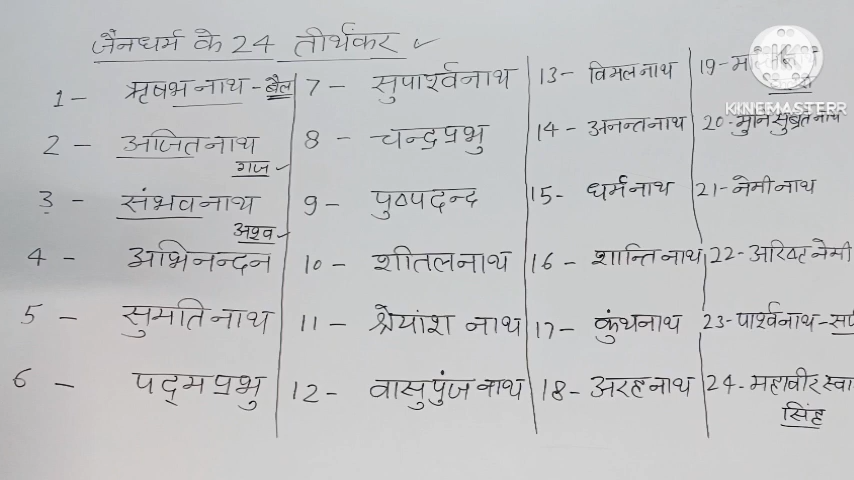 जैनधर्म के 24 तीर्थंकर
1- ऋषभनाथ - बैल
2- अजितनाथ
गज
3- संभवनाथ
अश्व
4- अभिनन्दन
5- सुमतिनाथ
6- पद्मप्रभु
7- सुपार्श्वनाथ
8- चन्द्रप्रभु
9- पुष्पदन्द
10- शीतलनाथ
11- श्रेयांश नाथ
12- वासुपुंज नाथ
13- विमलनाथ
14- अनन्तनाथ
15- धर्मनाथ
16- शान्तिनाथ
17- कुंथनाथ
18- अरहनाथ
19-
20- मुनिसुब्रतनाथ
21- नेमीनाथ
22- अरिष्टनेमी
23- पार्श्वनाथ -
24- महावीर स्वा
सिंह
KINEMASTER